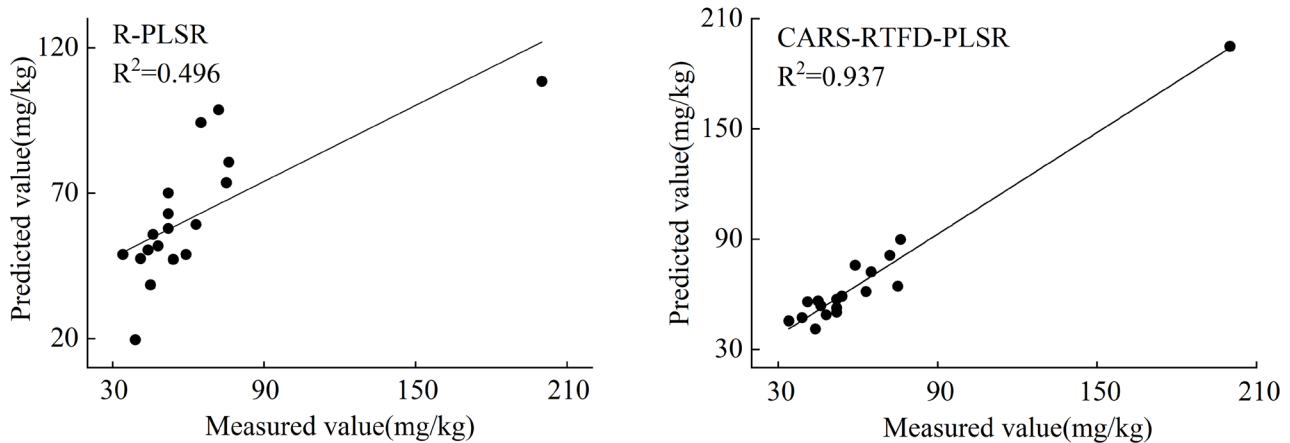 R-PLSR
R²=0.496
Predicted value(mg/kg)
120
70
20
30 90 150 210
Measured value(mg/kg)
CARS-RTFD-PLSR
R²=0.937
Predicted value(mg/kg)
210
150
90
30
30 90 150 210
Measured value(mg/kg)